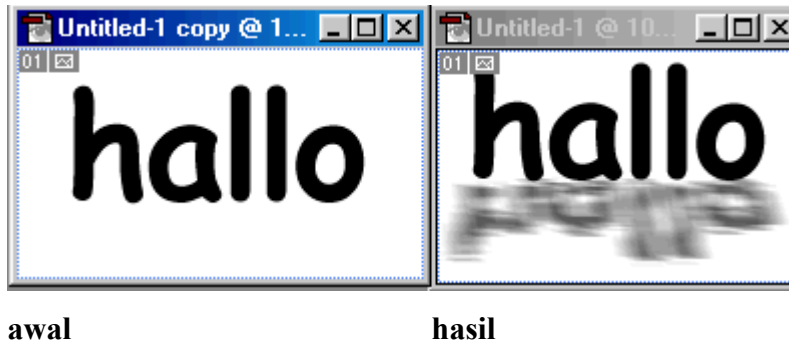 Untitled-1 copy @ 1...
Untitled-1 @ 10...
01
01
hallo
hallo
awal
hasil